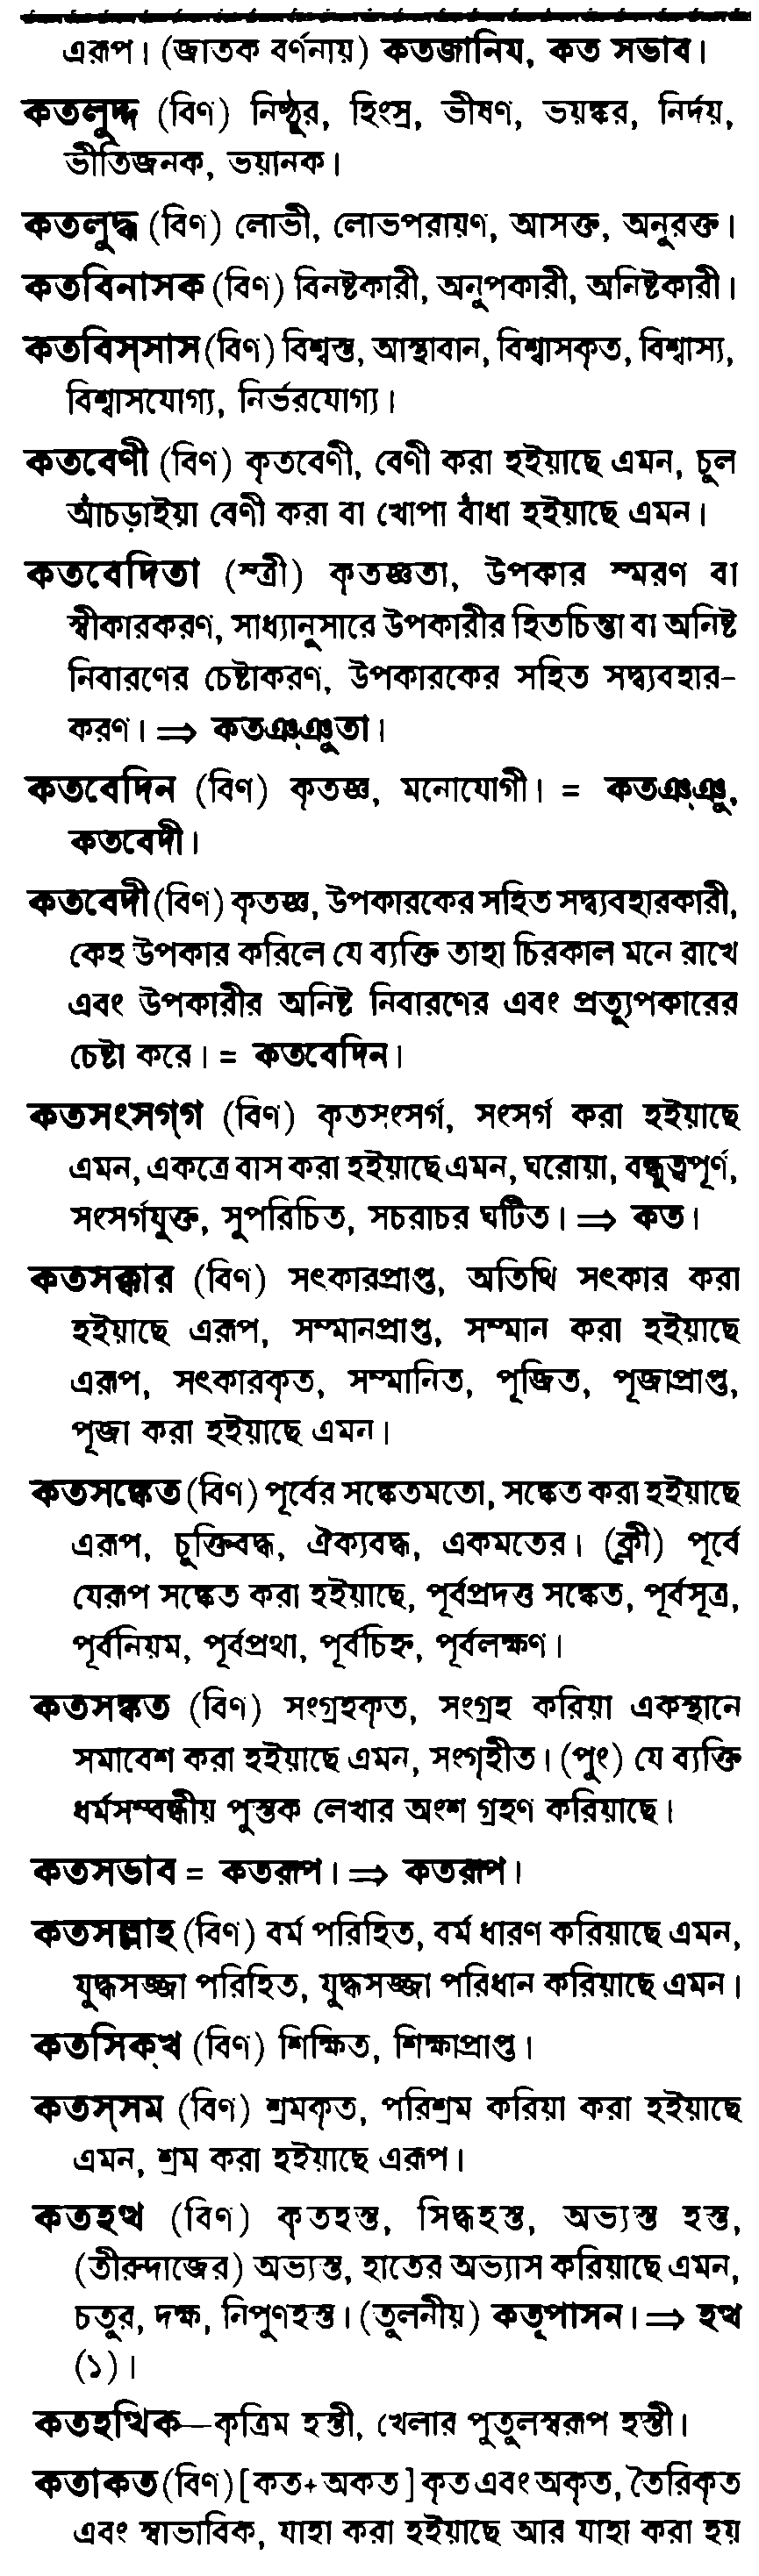 এরূপ। (জাতক বর্ণনায়) কতজানিয, কত সভাব।
কতলুদ্দ (বিণ) নিষ্ঠুর, হিংস্র, ভীষণ, ভয়ঙ্কর, নির্দয়,
ভীতিজনক, ভয়ানক।
কতলুদ্ধ (বিণ) লোভী, লোভপরায়ণ, আসক্ত, অনুরক্ত।
কতবিনাসক (বিণ) বিনষ্টকারী, অনুপকারী, অনিষ্টকারী।
কতবিস্সাস (বিণ) বিশ্বস্ত, আস্থাবান, বিশ্বাসকৃত, বিশ্বাস্য,
বিশ্বাসযোগ্য, নির্ভরযোগ্য।
কতবেণী (বিণ) কৃতবেণী, বেণী করা হইয়াছে এমন, চুল
আঁচড়াইয়া বেণী করা বা খোপা বাঁধা হইয়াছে এমন।
কতবেদিতা (স্ত্রী) কৃতজ্ঞতা, উপকার স্মরণ বা
স্বীকারকরণ, সাধ্যানুসারে উপকারীর হিতচিন্তা বা অনিষ্ট
নিবারণের চেষ্টাকরণ, উপকারকের সহিত সদ্ব্যবহার-
করণ। ⇒ কতঞ্ঞুতা।
কতবেদিন (বিণ) কৃতজ্ঞ, মনোযোগী। = কতঞ্ঞু,
কতবেদী।
কতবেদী (বিণ) কৃতজ্ঞ, উপকারকের সহিত সদ্ব্যবহারকারী,
কেহ উপকার করিলে যে ব্যক্তি তাহা চিরকাল মনে রাখে
এবং উপকারীর অনিষ্ট নিবারণের এবং প্রত্যুপকারের
চেষ্টা করে। = কতবেদিন।
কতসংসগ্গ (বিণ) কৃতসংসর্গ, সংসর্গ করা হইয়াছে
এমন, একত্রে বাস করা হইয়াছে এমন, ঘরোয়া, বন্ধুত্বপূর্ণ,
সংসর্গযুক্ত, সুপরিচিত, সচরাচর ঘটিত। ⇒ কত।
কতসক্কার (বিণ) সৎকারপ্রাপ্ত, অতিথি সৎকার করা
হইয়াছে এরূপ, সম্মানপ্রাপ্ত, সম্মান করা হইয়াছে
এরূপ, সৎকারকৃত, সম্মানিত, পূজিত, পূজাপ্রাপ্ত,
পূজা করা হইয়াছে এমন।
কতসঙ্কেত (বিণ) পূর্বের সঙ্কেতমতো, সঙ্কেত করা হইয়াছে
এরূপ, চুক্তিবদ্ধ, ঐক্যবদ্ধ, একমতের। (ক্লী) পূর্বে
যেরূপ সঙ্কেত করা হইয়াছে, পূর্বপ্রদত্ত সঙ্কেত, পূর্বসূত্র,
পূর্বনিয়ম, পূর্বপ্রথা, পূর্বচিহ্ন, পূর্বলক্ষণ।
কতসঙ্কত (বিণ) সংগ্রহকৃত, সংগ্রহ করিয়া একস্থানে
সমাবেশ করা হইয়াছে এমন, সংগৃহীত। (পুং) যে ব্যক্তি
ধর্মসম্বন্ধীয় পুস্তক লেখার অংশ গ্রহণ করিয়াছে।
কতসভাব = কতরূপ। ⇒ কতরূপ।
কতসন্নাহ (বিণ) বর্ম পরিহিত, বর্ম ধারণ করিয়াছে এমন,
যুদ্ধসজ্জা পরিহিত, যুদ্ধসজ্জা পরিধান করিয়াছে এমন।
কতসিক্খ (বিণ) শিক্ষিত, শিক্ষাপ্রাপ্ত।
কতস্সম (বিণ) শ্রমকৃত, পরিশ্রম করিয়া করা হইয়াছে
এমন, শ্রম করা হইয়াছে এরূপ।
কতহত্থ (বিণ) কৃতহস্ত, সিদ্ধহস্ত, অভ্যস্ত হস্ত,
(তীরন্দাজের) অভ্যস্ত, হাতের অভ্যাস করিয়াছে এমন,
চতুর, দক্ষ, নিপুণহস্ত। (তুলনীয়) কতূপাসন। ⇒ হত্থ
(১)।
কতহত্থিক—কৃত্রিম হস্তী, খেলার পুতুলস্বরূপ হস্তী।
কতাকত (বিণ) [কত+ অকত] কৃত এবং অকৃত, তৈরিকৃত
এবং স্বাভাবিক, যাহা করা হইয়াছে আর যাহা করা হয়